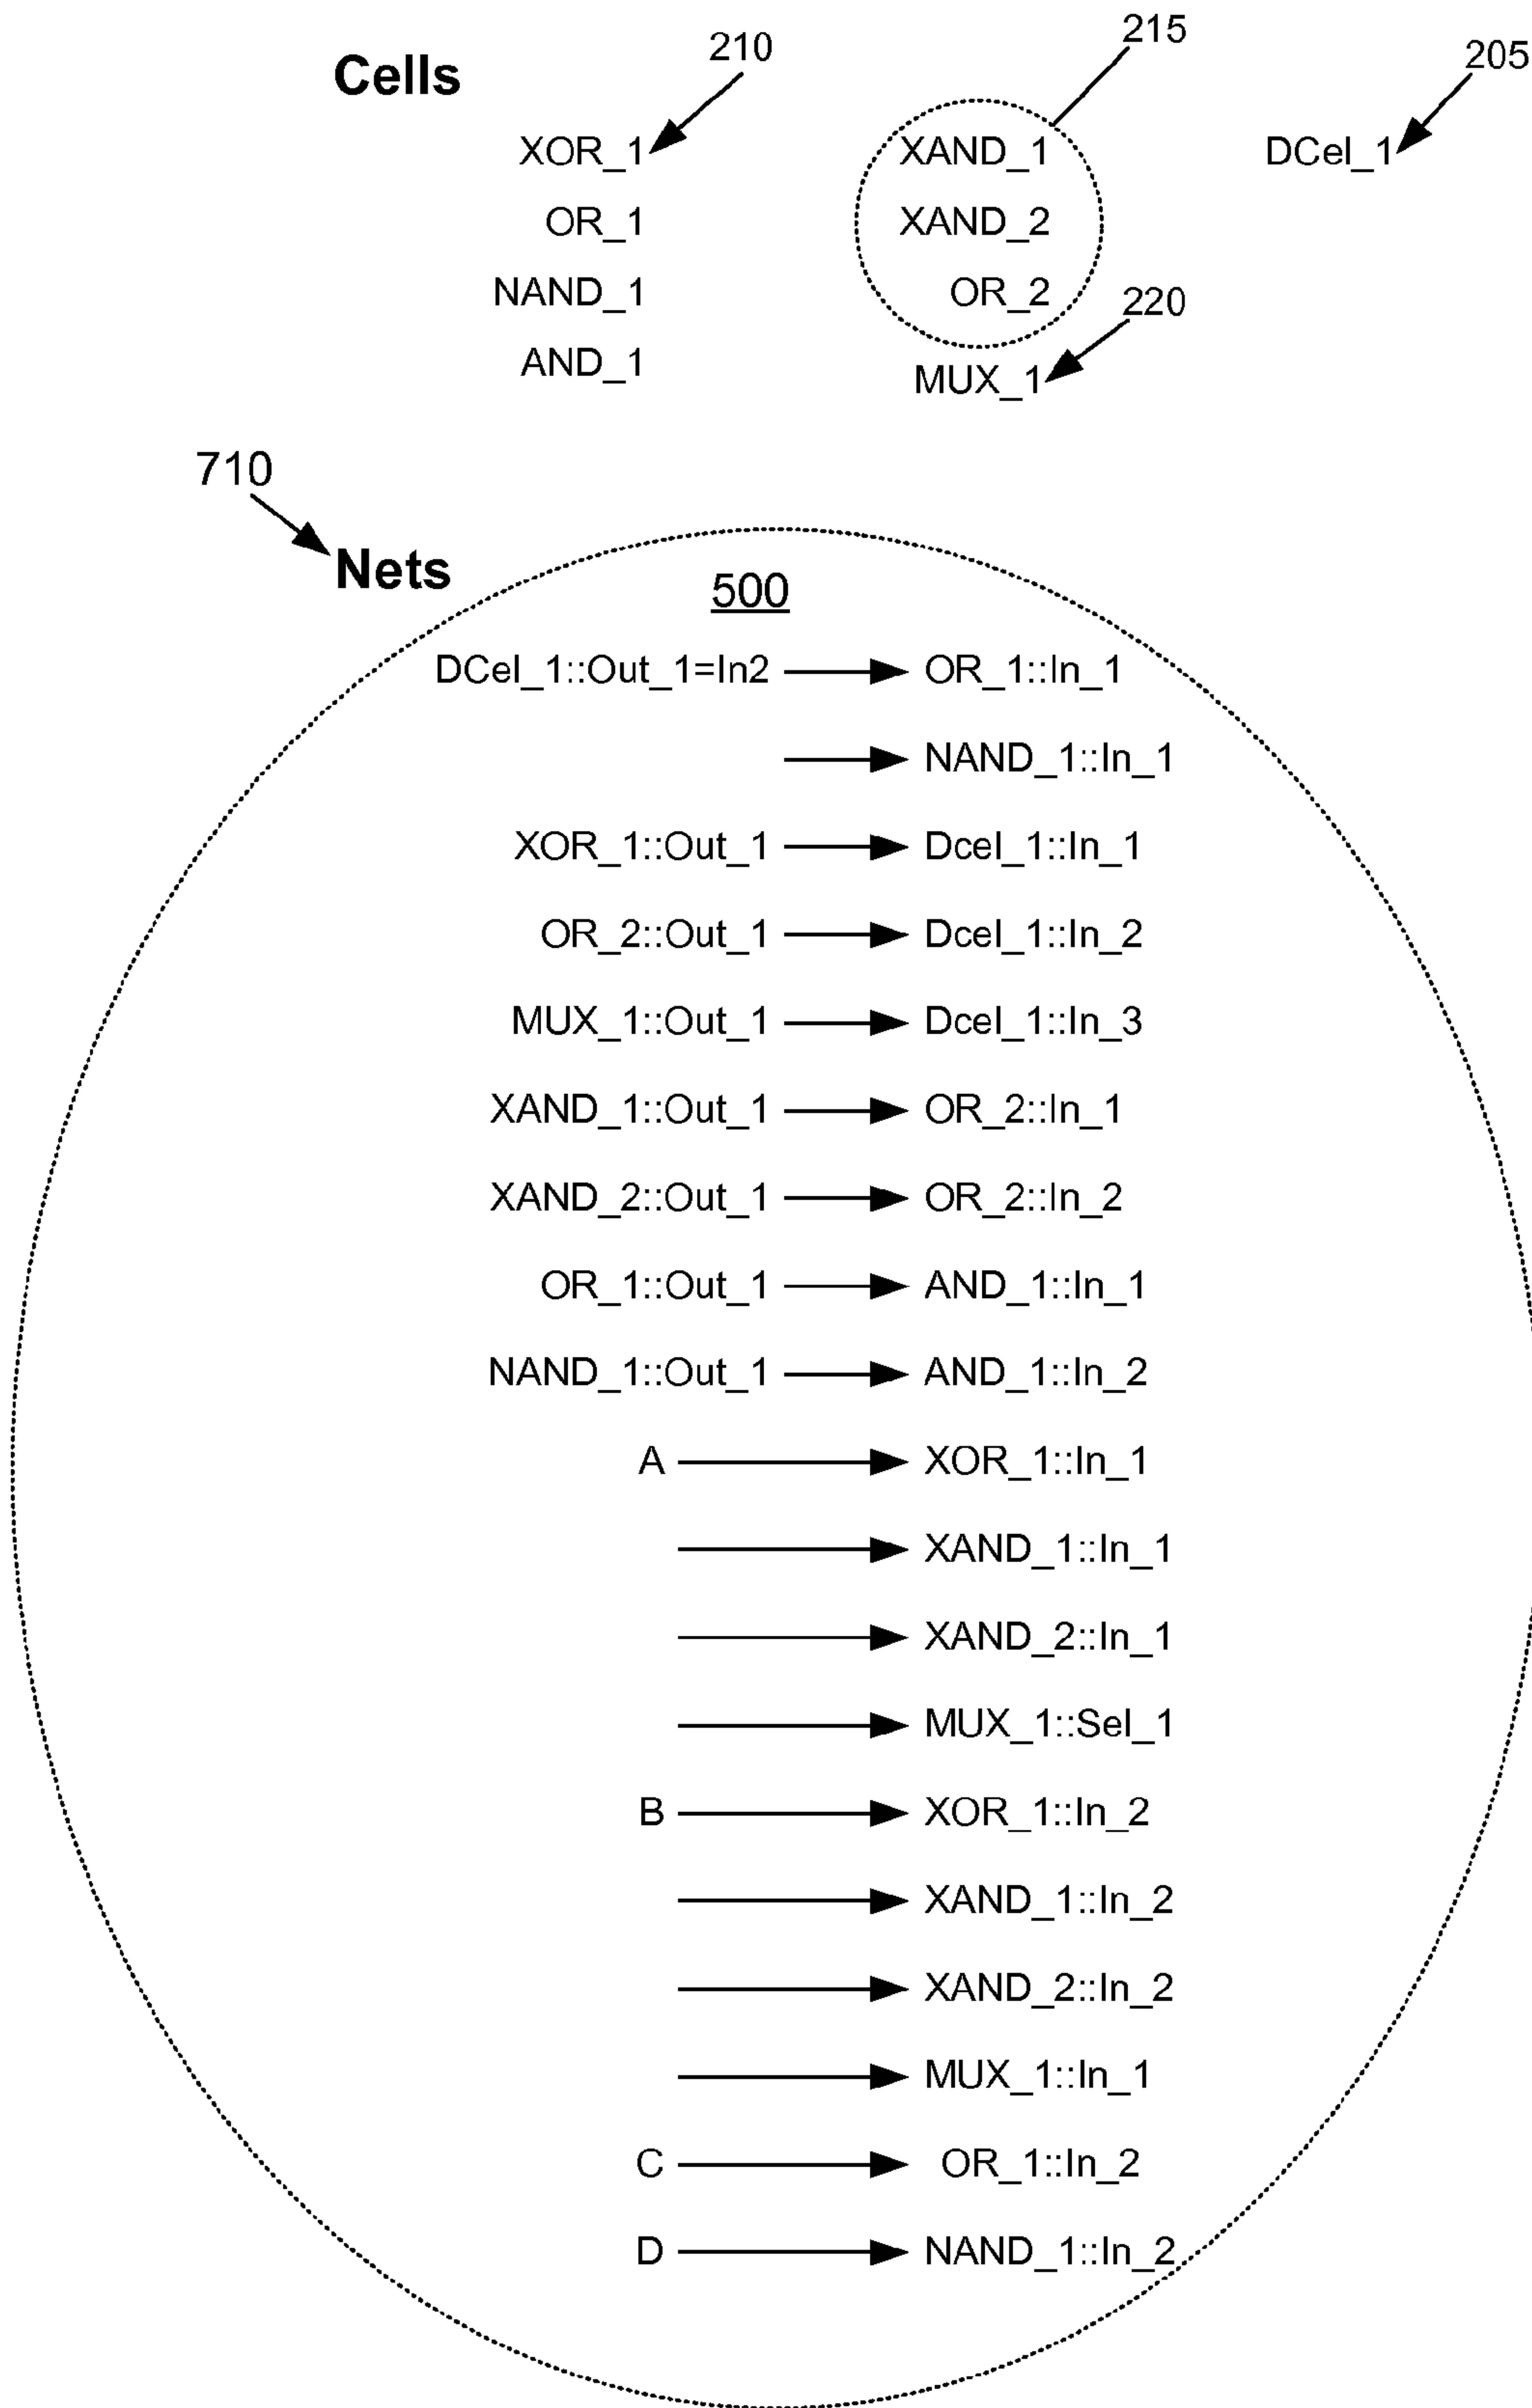 Cells
210
215
205
XOR_1
XAND_1
DCel_1
OR_1
XAND_2
NAND_1
OR_2
220
AND_1
MUX_1
710
Nets
500
DCel_1::Out_1=In2 OR_1::In_1
NAND_1::In_1
XOR_1::Out_1 Dcel_1::In_1
OR_2::Out_1 Dcel_1::In_2
MUX_1::Out_1 Dcel_1::In_3
XAND_1::Out_1 OR_2::In_1
XAND_2::Out_1 OR_2::In_2
OR_1::Out_1 AND_1::In_1
NAND_1::Out_1 AND_1::In_2
A XOR_1::In_1
XAND_1::In_1
XAND_2::In_1
MUX_1::Sel_1
B XOR_1::In_2
XAND_1::In_2
XAND_2::In_2
MUX_1::In_1
C OR_1::In_2
D NAND_1::In_2